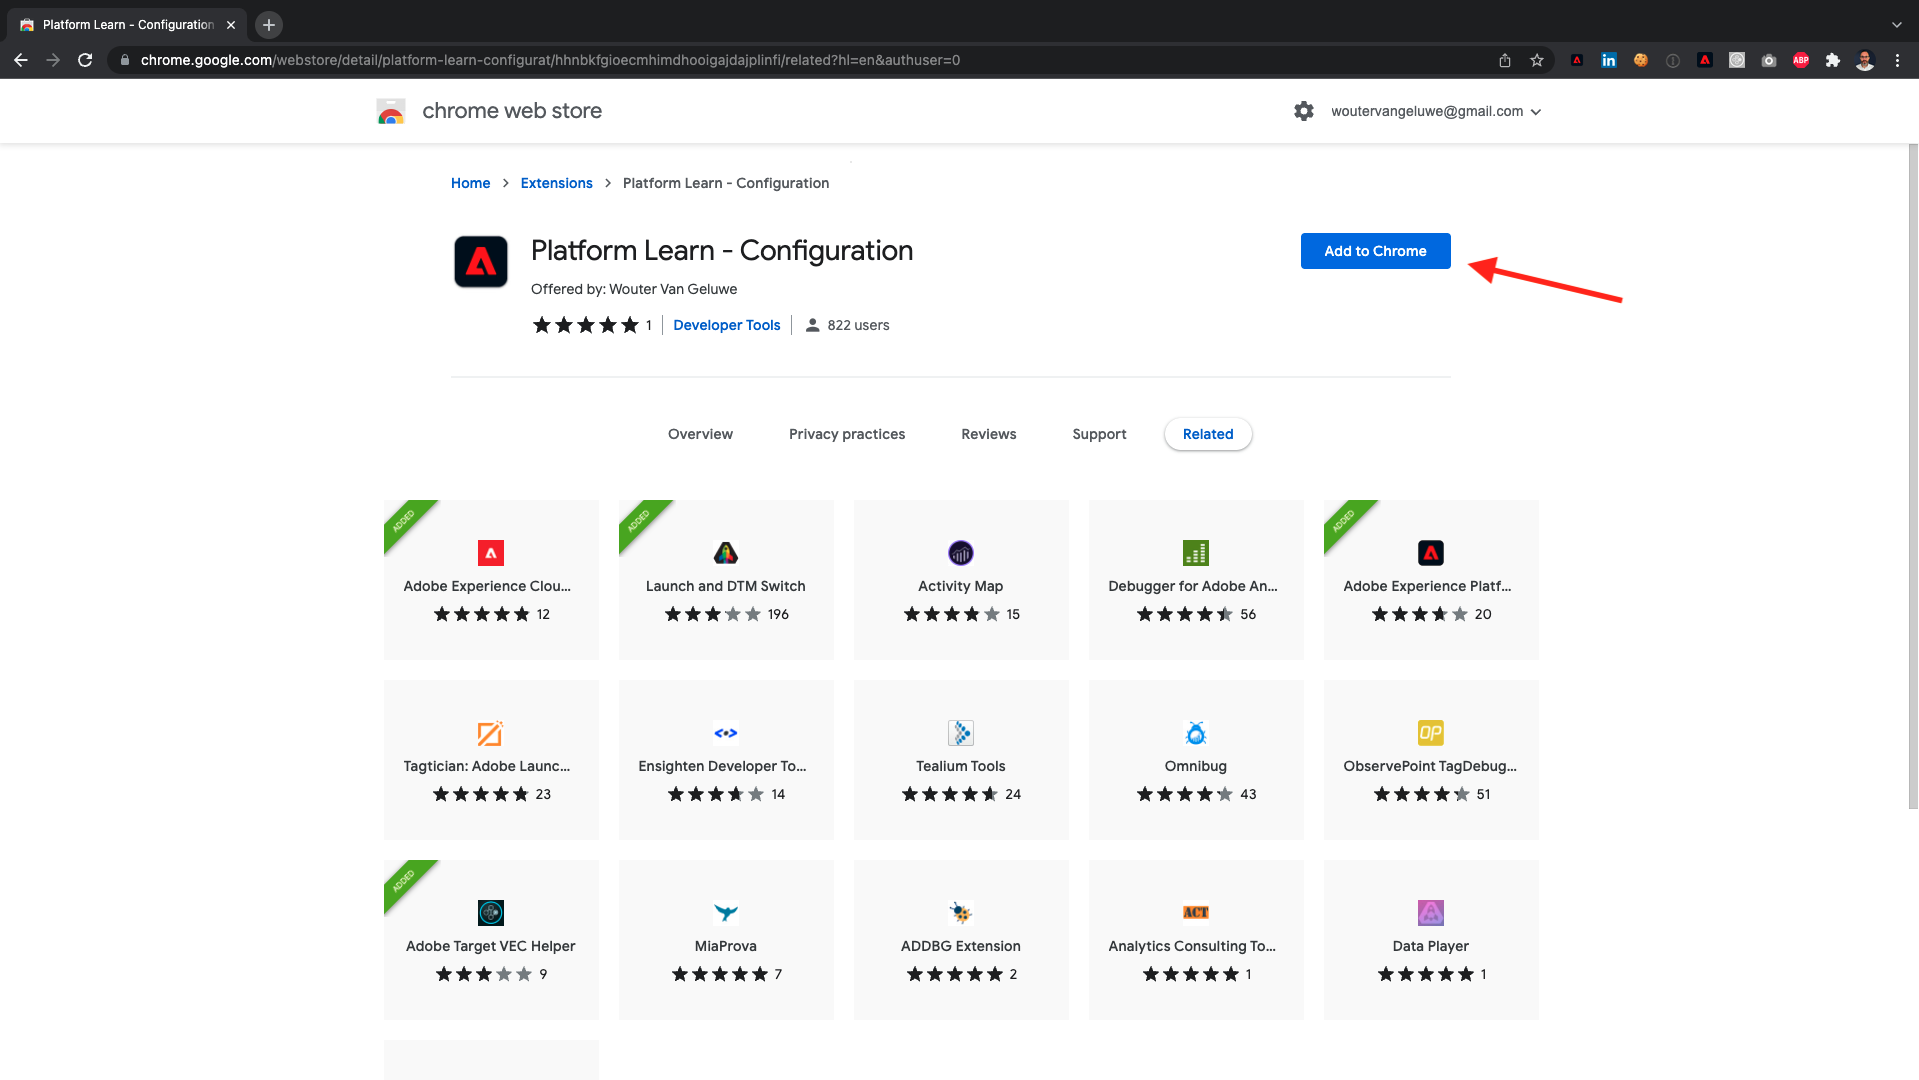 Platform Learn - Configuration
chrome.google.com/webstore/detail/platform-learn-configurat/hhnbkfgioecmhimdhooigajdajplinfi/related?hl=en&authuser=0
in
ABP
chrome web store
woutervangeluwe@gmail.com
Home > Extensions > Platform Learn - Configuration
Platform Learn - Configuration
Add to Chrome
Offered by: Wouter Van Geluwe
1 Developer Tools 822 users
Overview Privacy practices Reviews Support Related
ADDED ADDED ADDED
Adobe Experience Clou... Launch and DTM Switch Activity Map Debugger for Adobe An... Adobe Experience Platf...
12 196 15 56 20
OP
Tagtician: Adobe Launc... Ensighten Developer To... Tealium Tools Omnibug ObservePoint TagDebug...
23 14 24 43 51
ADDED
ACT
Adobe Target VEC Helper MiaProva ADDBG Extension Analytics Consulting To... Data Player
9 7 2 1 1